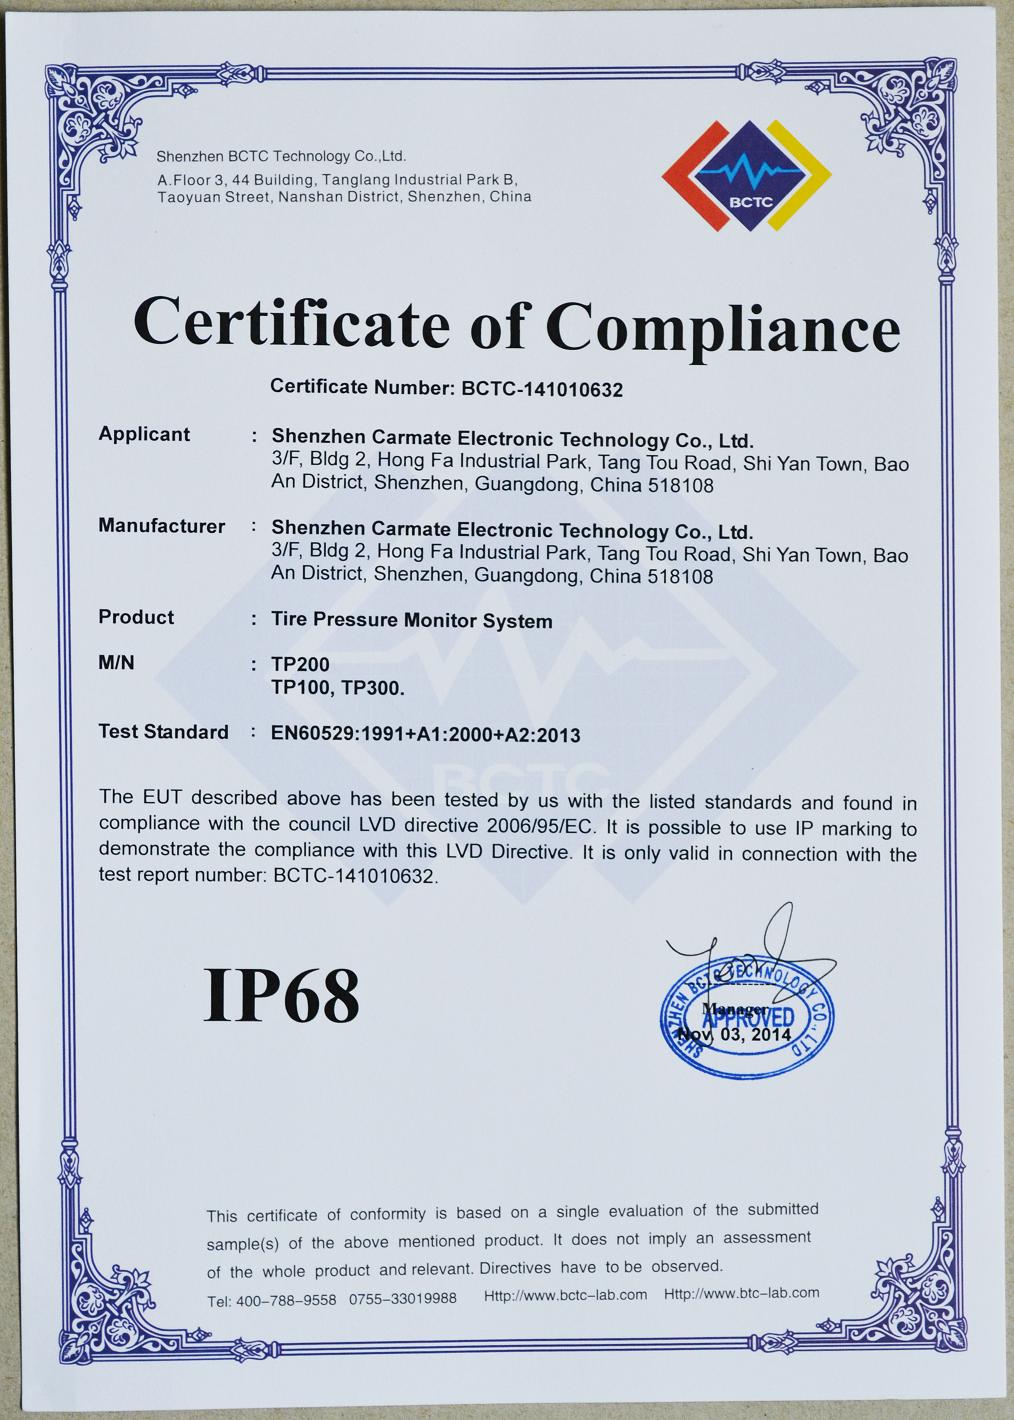 Shenzhen BCTC Technology Co.,Ltd.
A.Floor 3, 44 Building, Tanglang Industrial Park B,
Taoyuan Street, Nanshan District, Shenzhen, China
BCTC
Certificate of Compliance
Certificate Number: BCTC-141010632
Applicant : Shenzhen Carmate Electronic Technology Co., Ltd.
3/F, Bldg 2, Hong Fa Industrial Park, Tang Tou Road, Shi Yan Town, Bao
An District, Shenzhen, Guangdong, China 518108
Manufacturer : Shenzhen Carmate Electronic Technology Co., Ltd.
3/F, Bldg 2, Hong Fa Industrial Park, Tang Tou Road, Shi Yan Town, Bao
An District, Shenzhen, Guangdong, China 518108
Product : Tire Pressure Monitor System
M/N : TP200
TP100, TP300.
Test Standard : EN60529:1991+A1:2000+A2:2013
BCTC
The EUT described above has been tested by us with the listed standards and found in
compliance with the council LVD directive 2006/95/EC. It is possible to use IP marking to
demonstrate the compliance with this LVD Directive. It is only valid in connection with the
test report number: BCTC-141010632.
IP68
SHENZHEN BCTC TECHNOLOGY CO., LTD
Manager
APPROVED
Nov, 03, 2014
This certificate of conformity is based on a single evaluation of the submitted
sample(s) of the above mentioned product. It does not imply an assessment
of the whole product and relevant. Directives have to be observed.
Tel: 400-788-9558 0755-33019988 Http://www.bctc-lab.com Http://www.btc-lab.com